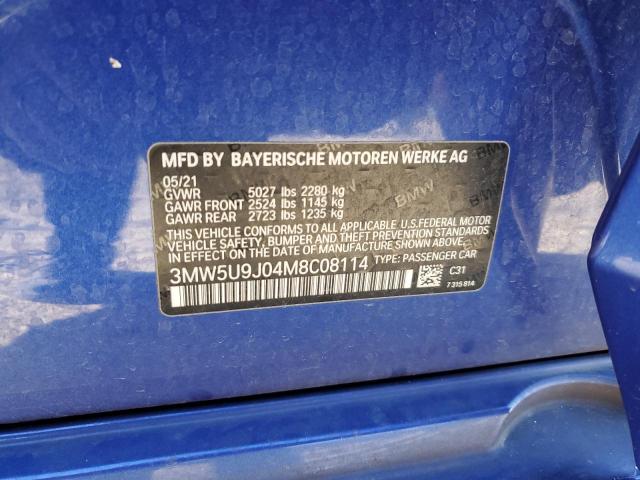 MFD BY BAYERISCHE MOTOREN WERKE AG
05/21
GVWR 5027 lbs 2280 kg
GAWR FRONT 2524 lbs 1145 kg
GAWR REAR 2723 lbs 1235 kg
THIS VEHICLE CONFORMS TO ALL APPLICABLE U.S.FEDERAL MOTOR
VEHICLE SAFETY, BUMPER, AND THEFT PREVENTION STANDARDS
IN EFFECT ON THE DATE OF MANUFACTURE SHOWN ABOVE.
3MW5U9J04M8C08114 TYPE: PASSENGER CAR
C31
7 315 814